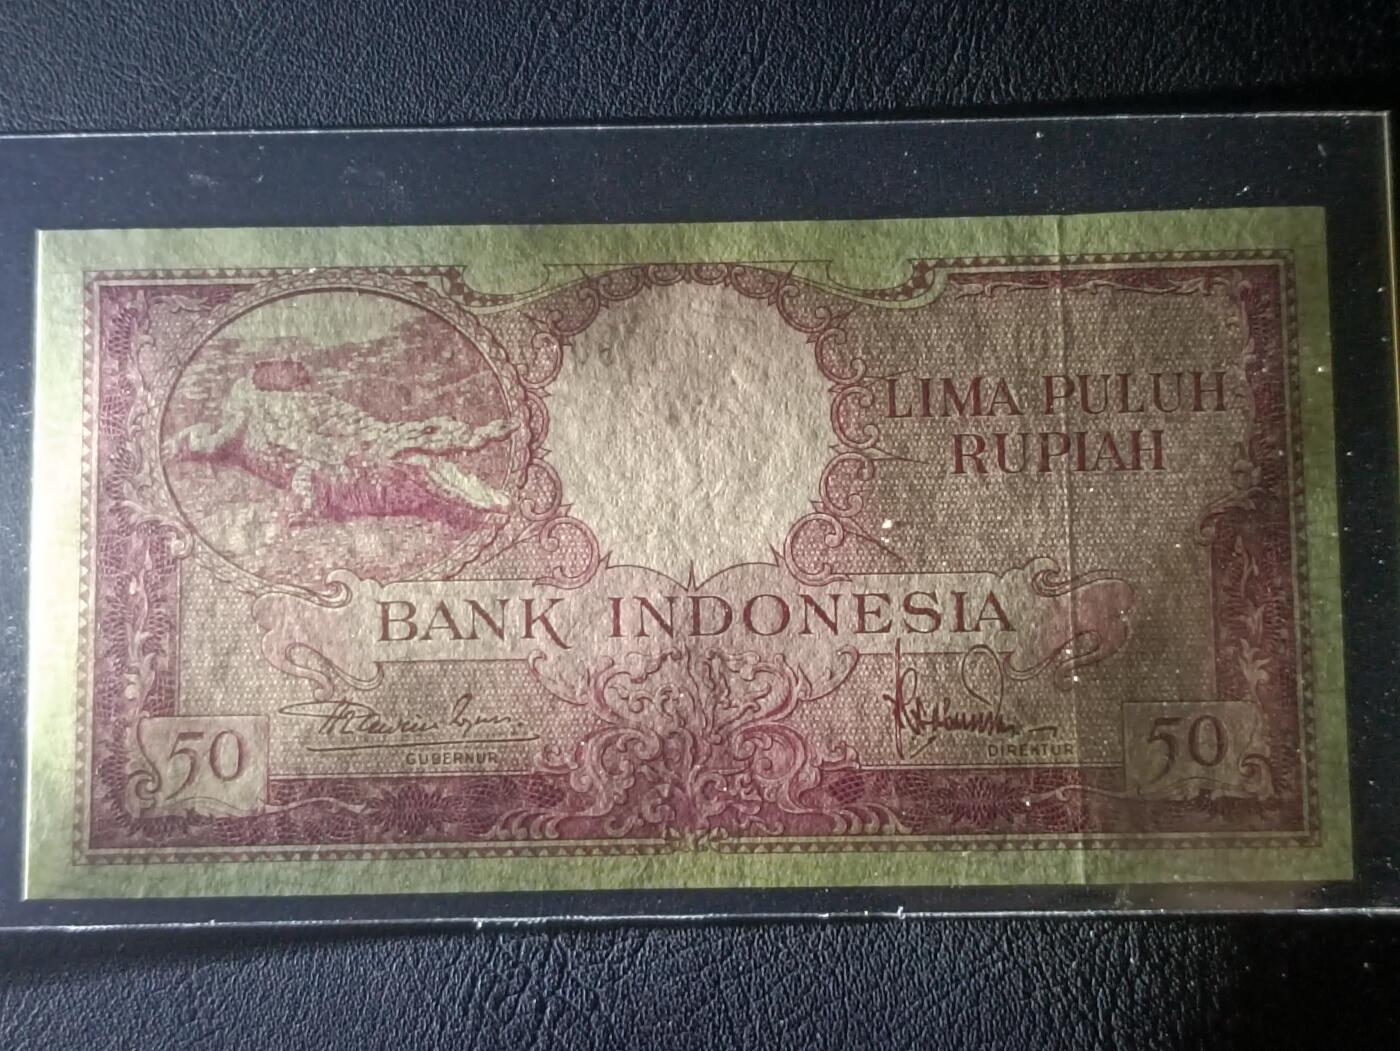 LIMA PULUH
RUPIAH
BANK INDONESIA
GUBERNUR
DIREKTUR
50
50